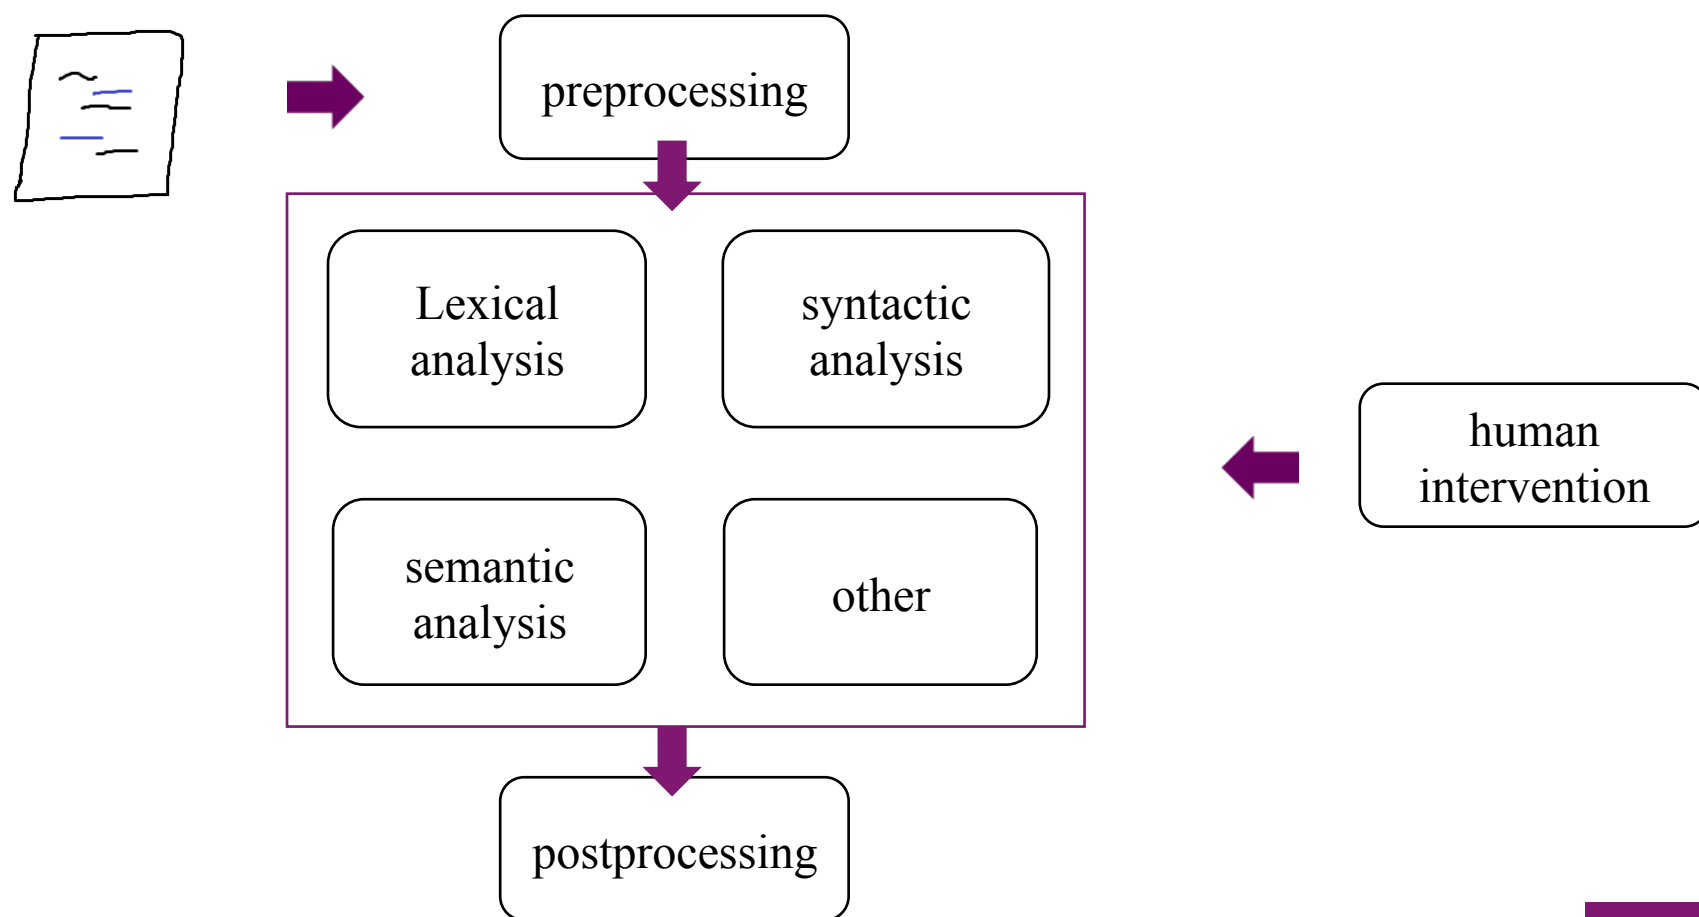 preprocessing
Lexical
analysis
syntactic
analysis
human
intervention
semantic
analysis
other
postprocessing